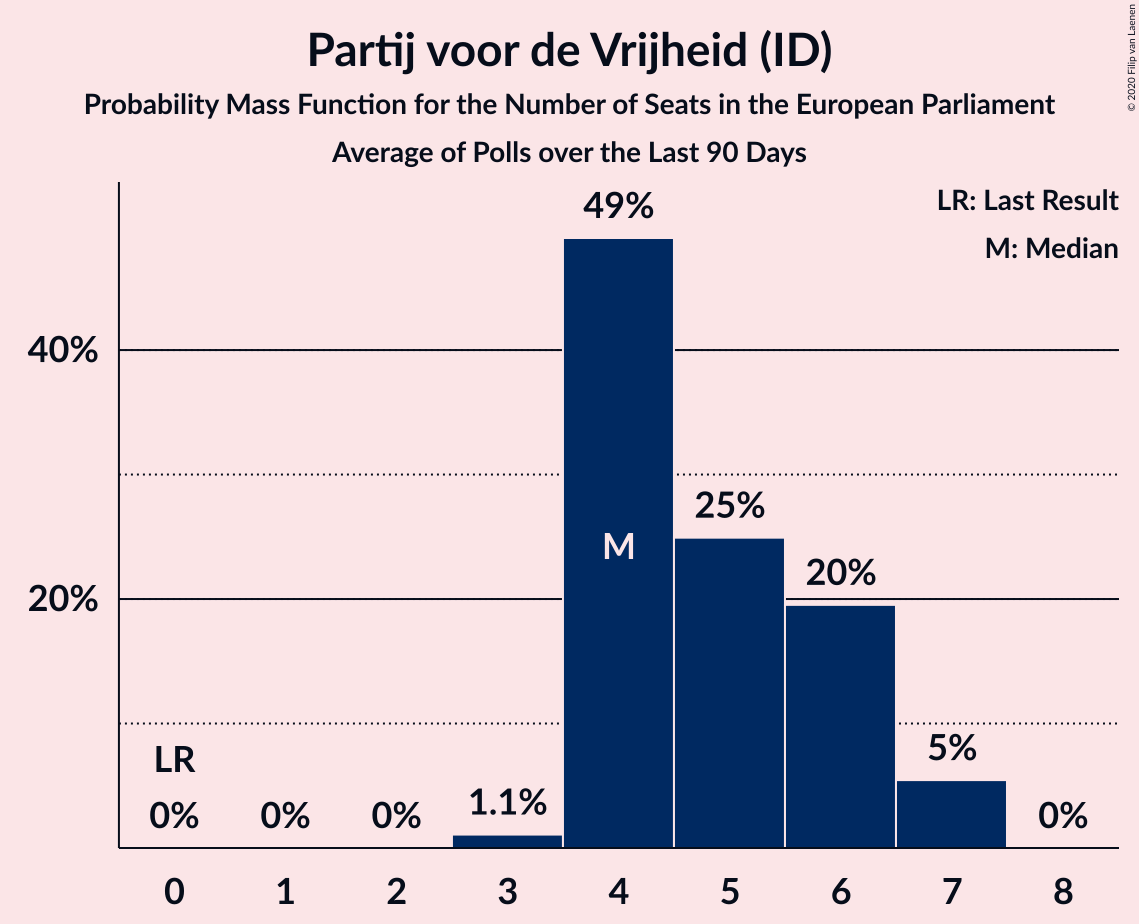 Partij voor de Vrijheid (ID)
Probability Mass Function for the Number of Seats in the European Parliament
Average of Polls over the Last 90 Days
© 2020 Filip van Laenen
LR: Last Result
M: Median
49%
40%
25%
M
20%
20%
LR
5%
0%
0%
0%
1.1%
0%
0
1
2
3
4
5
6
7
8